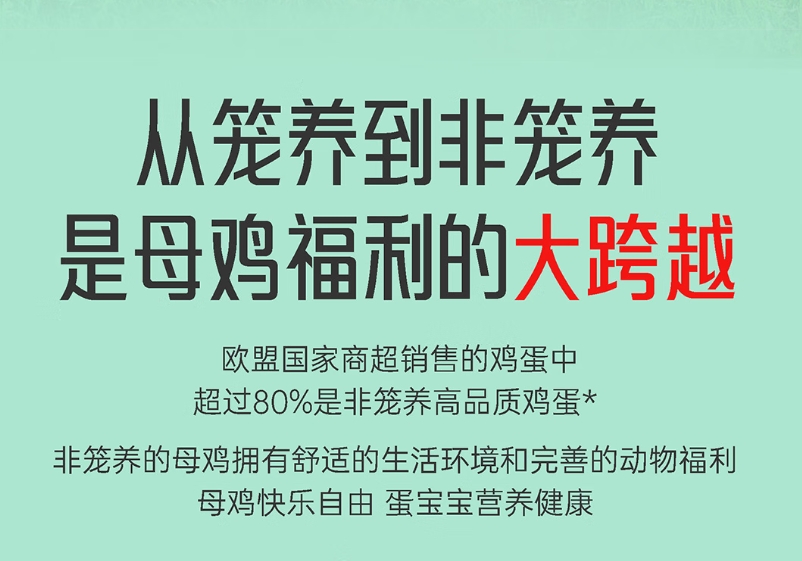 从笼养到非笼养
是母鸡福利的大跨越
欧盟国家商超销售的鸡蛋中
超过80%是非笼养高品质鸡蛋*
非笼养的母鸡拥有舒适的生活环境和完善的动物福利
母鸡快乐自由 蛋宝宝营养健康